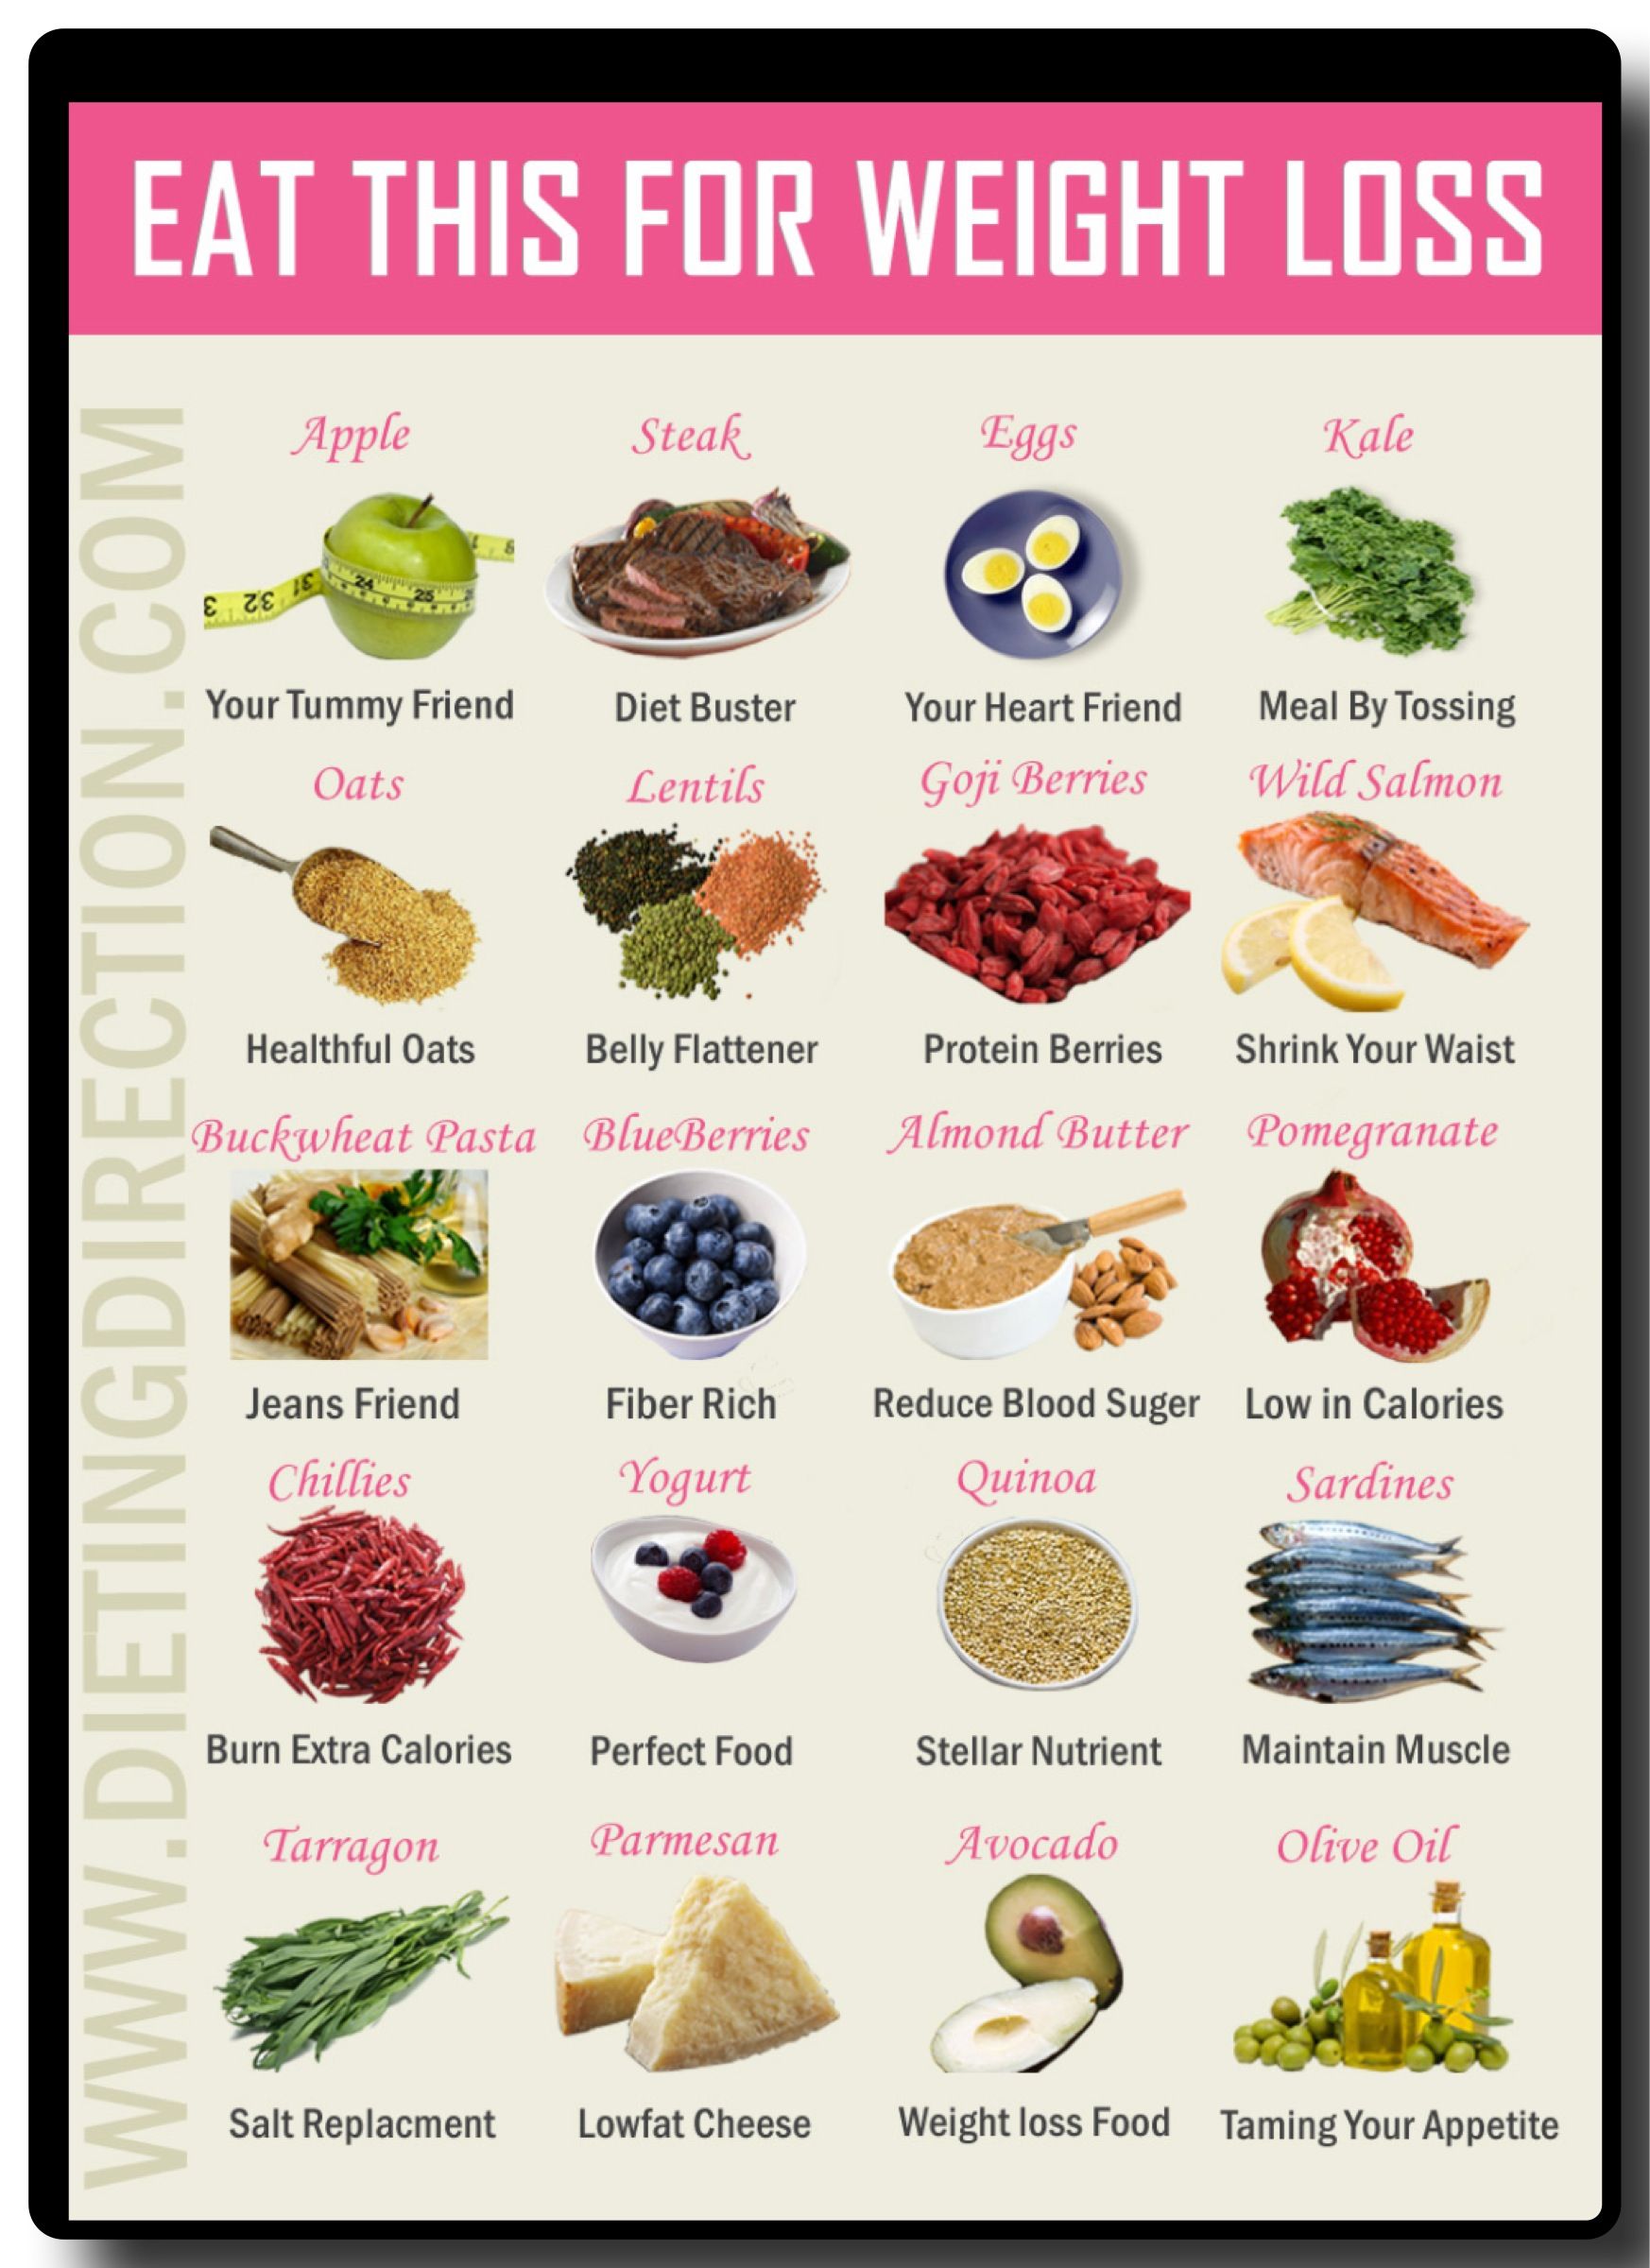 EAT THIS FOR WEIGHT LOSS
WWW.DIETINGDIRECTION.COM
Apple
Steak
Eggs
Kale
24
25
31
32
3
8
Your Tummy Friend
Diet Buster
Your Heart Friend
Meal By Tossing
Oats
Lentils
Goji Berries
Wild Salmon
Healthful Oats
Belly Flattener
Protein Berries
Shrink Your Waist
Buckwheat Pasta
BlueBerries
Almond Butter
Pomegranate
Jeans Friend
Fiber Rich
Reduce Blood Suger
Low in Calories
Chillies
Yogurt
Quinoa
Sardines
Burn Extra Calories
Perfect Food
Stellar Nutrient
Maintain Muscle
Tarragon
Parmesan
Avocado
Olive Oil
Salt Replacment
Lowfat Cheese
Weight loss Food
Taming Your Appetite